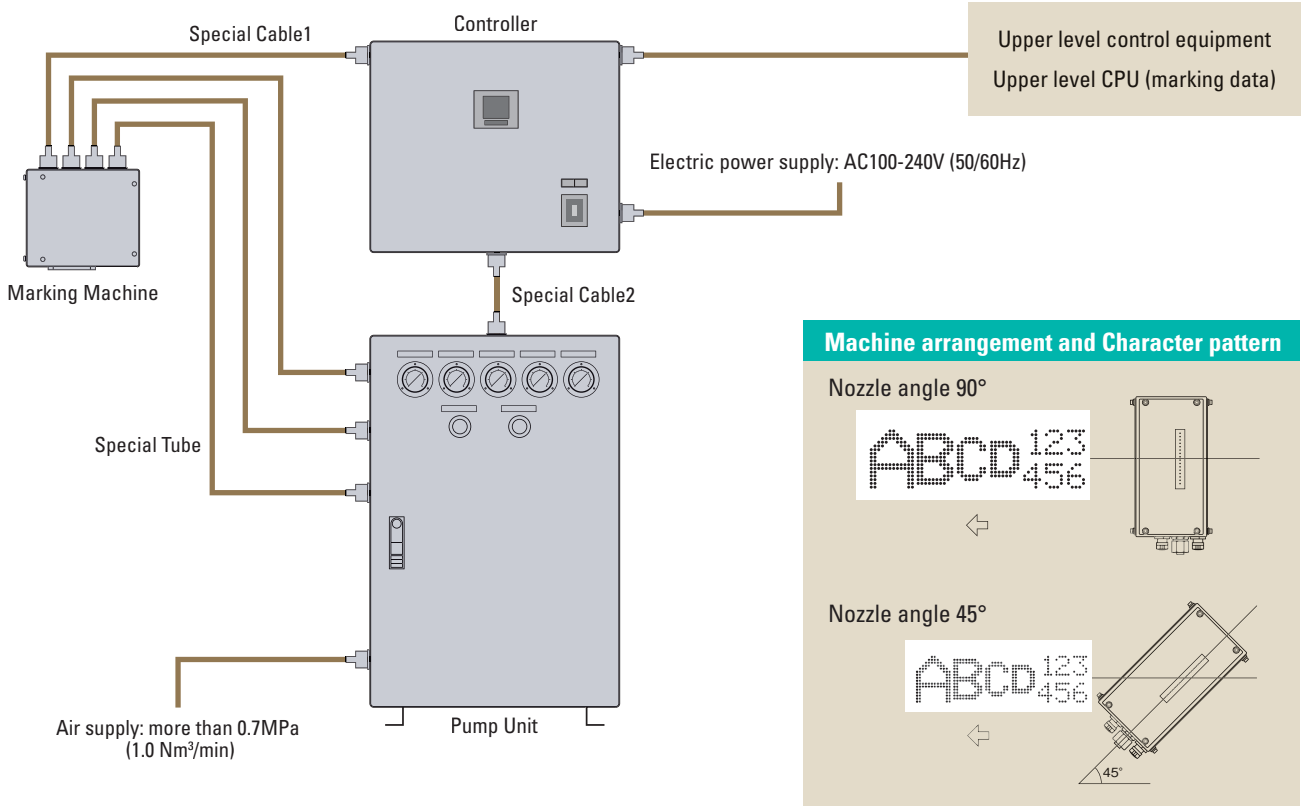 Special Cable1
Controller
Upper level control equipment
Upper level CPU (marking data)
Electric power supply: AC100-240V (50/60Hz)
Marking Machine
Special Cable2
Special Tube
Air supply: more than 0.7MPa
(1.0 Nm³/min)
Pump Unit
Machine arrangement and Character pattern
Nozzle angle 90°
ABCD 123
456
Nozzle angle 45°
ABCD 123
456
45°